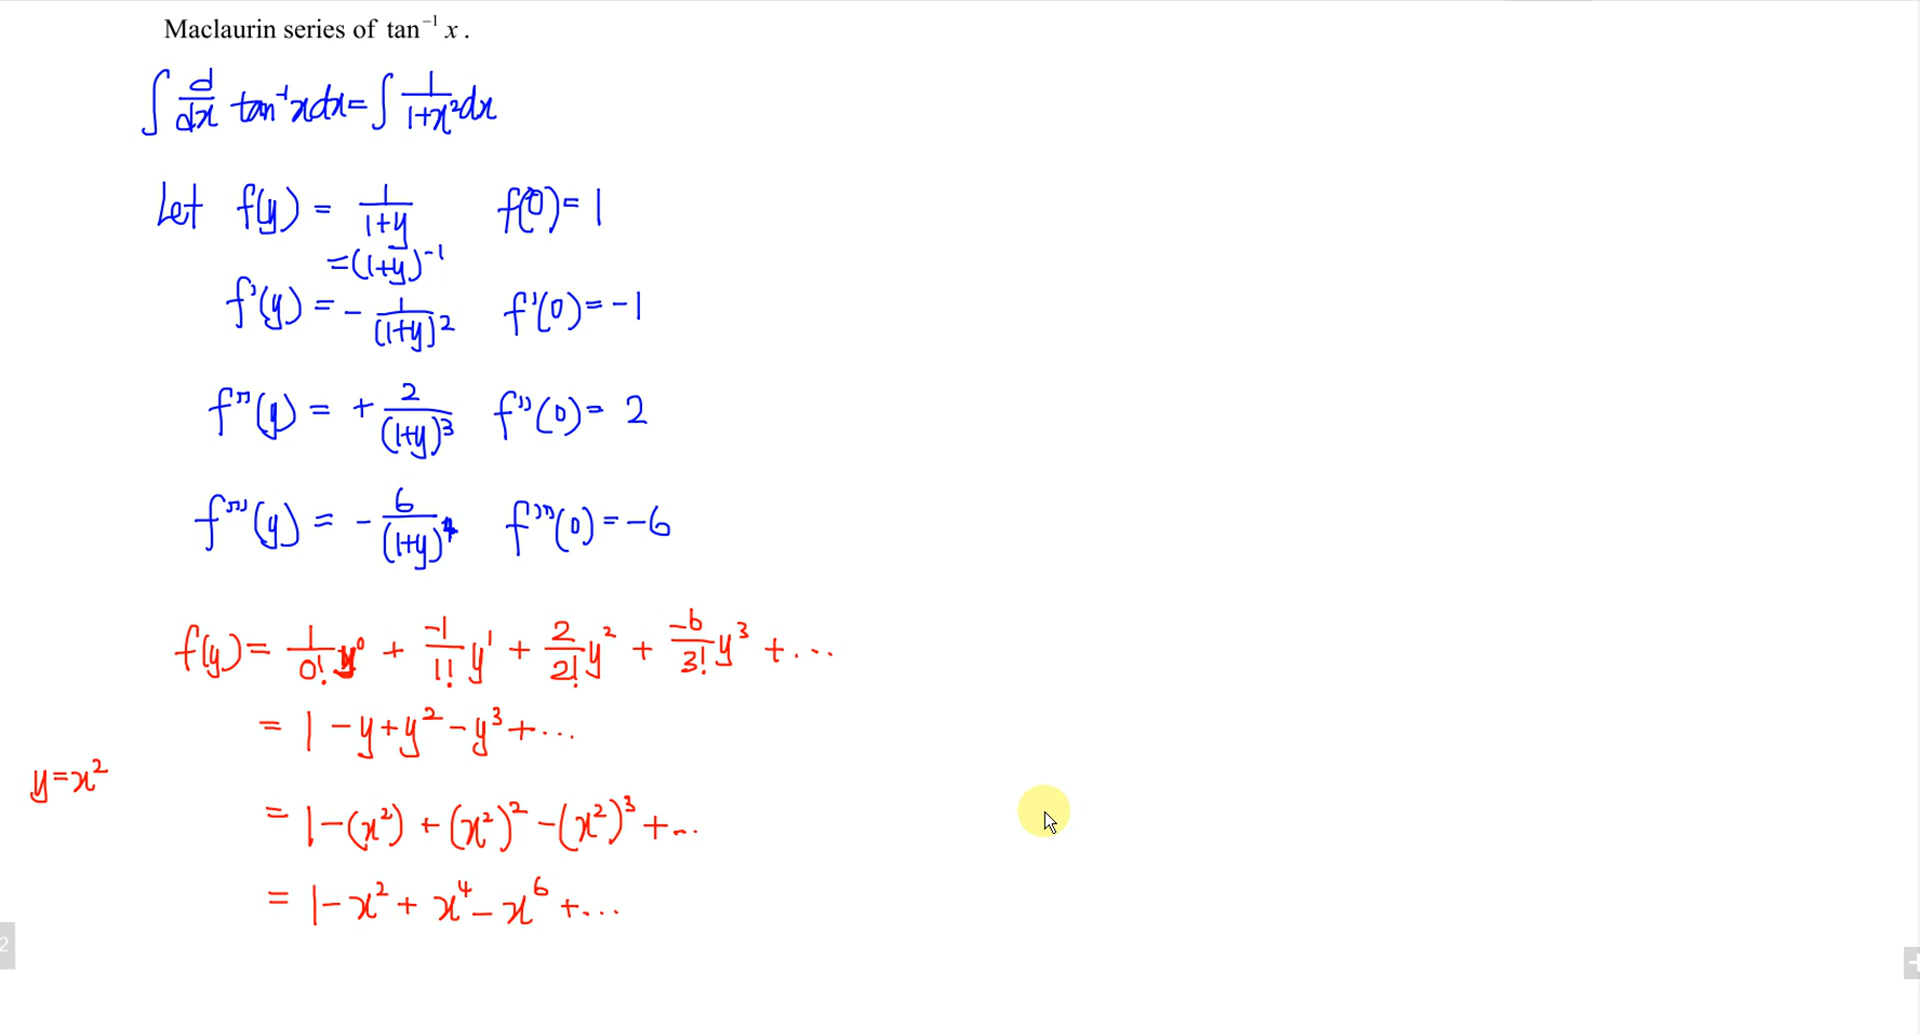 Maclaurin series of tan⁻¹ x .
∫ d/dx tan⁻¹x dx = ∫ 1/(1+x²) dx
Let f(y) = 1/(1+y) f(0) = 1
= (1+y)⁻¹
f'(y) = - 1/(1+y)² f'(0) = -1
f''(y) = + 2/(1+y)³ f''(0) = 2
f'''(y) = - 6/(1+y)⁴ f'''(0) = -6
f(y) = 1/0! y⁰ + -1/1! y¹ + 2/2! y² + -6/3! y³ + ...
= 1 - y + y² - y³ + ...
y = x²
= 1 - (x²) + (x²)² - (x²)³ + ...
= 1 - x² + x⁴ - x⁶ + ...
2